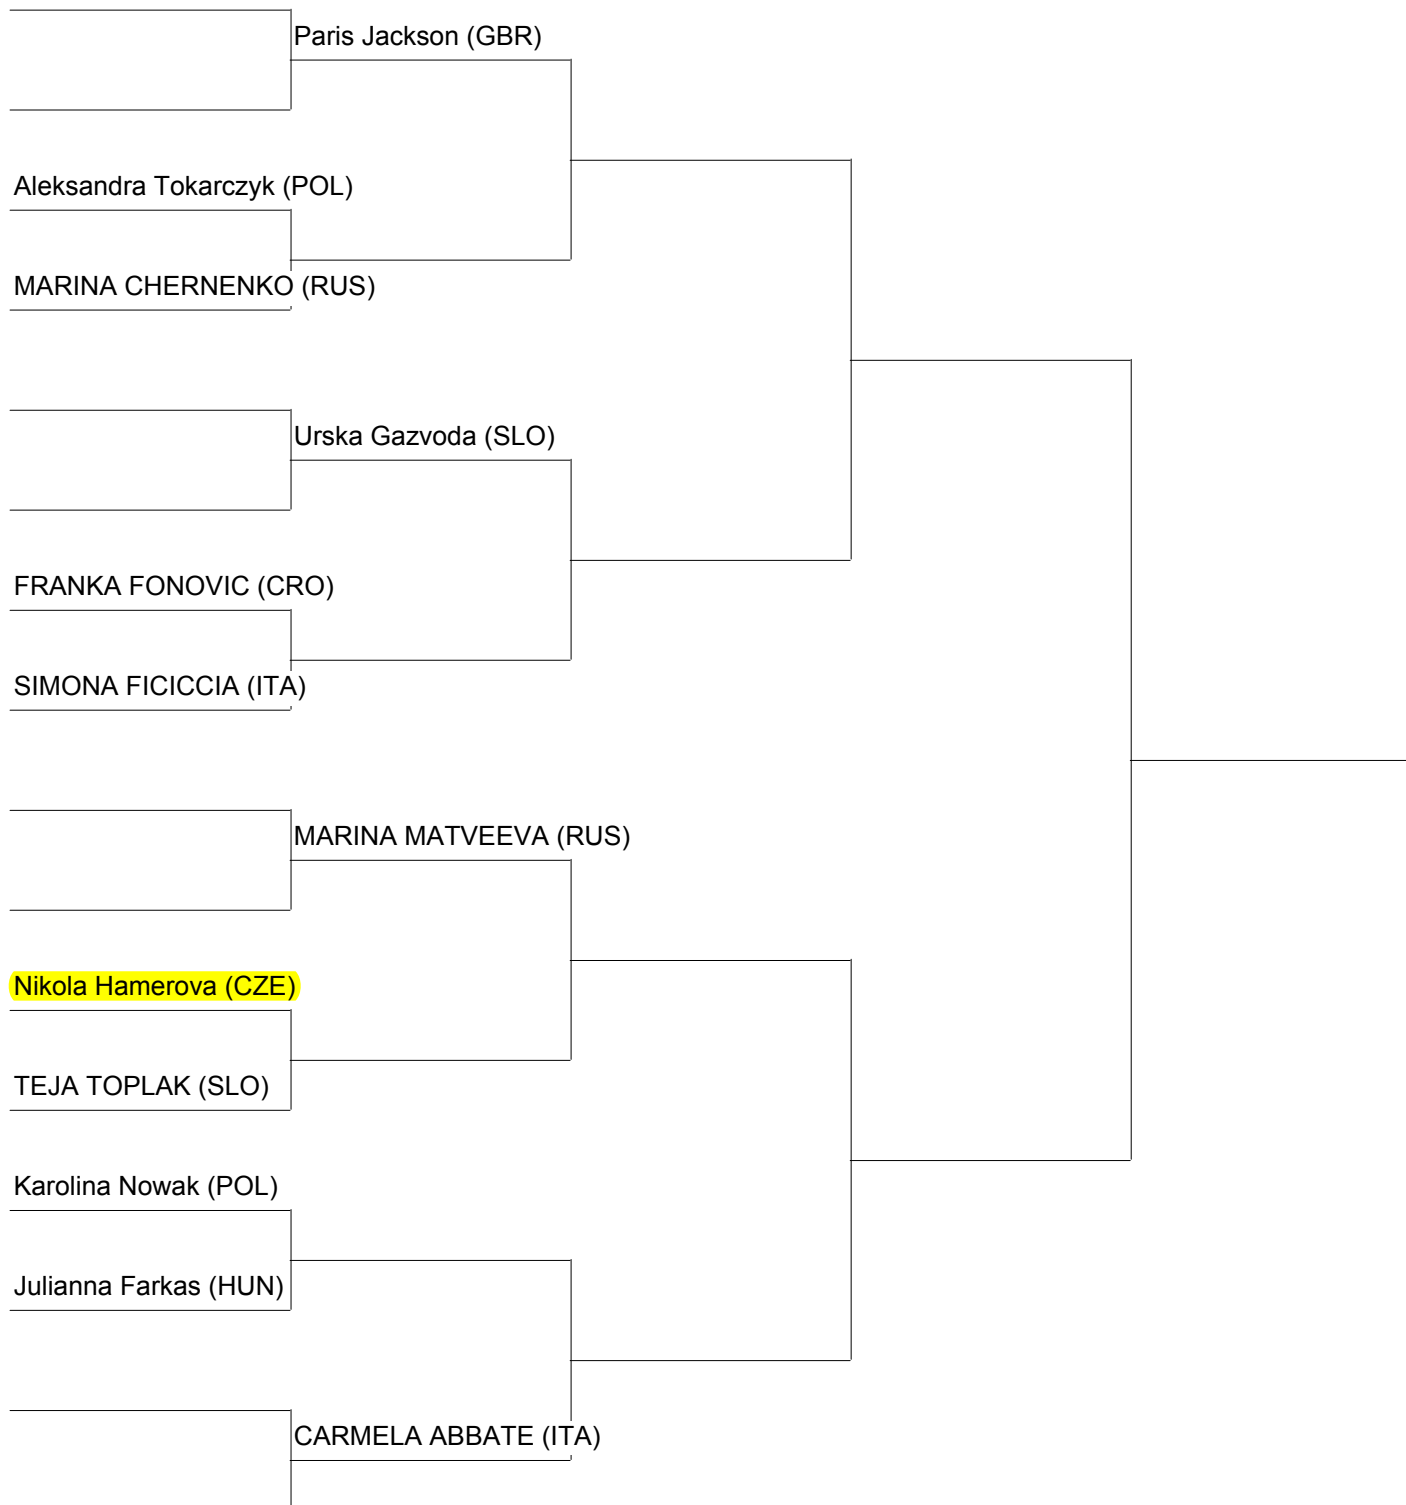 Paris Jackson (GBR)
Aleksandra Tokarczyk (POL)
MARINA CHERNENKO (RUS)
Urska Gazvoda (SLO)
FRANKA FONOVIC (CRO)
SIMONA FICICCIA (ITA)
MARINA MATVEEVA (RUS)
Nikola Hamerova (CZE)
TEJA TOPLAK (SLO)
Karolina Nowak (POL)
Julianna Farkas (HUN)
CARMELA ABBATE (ITA)